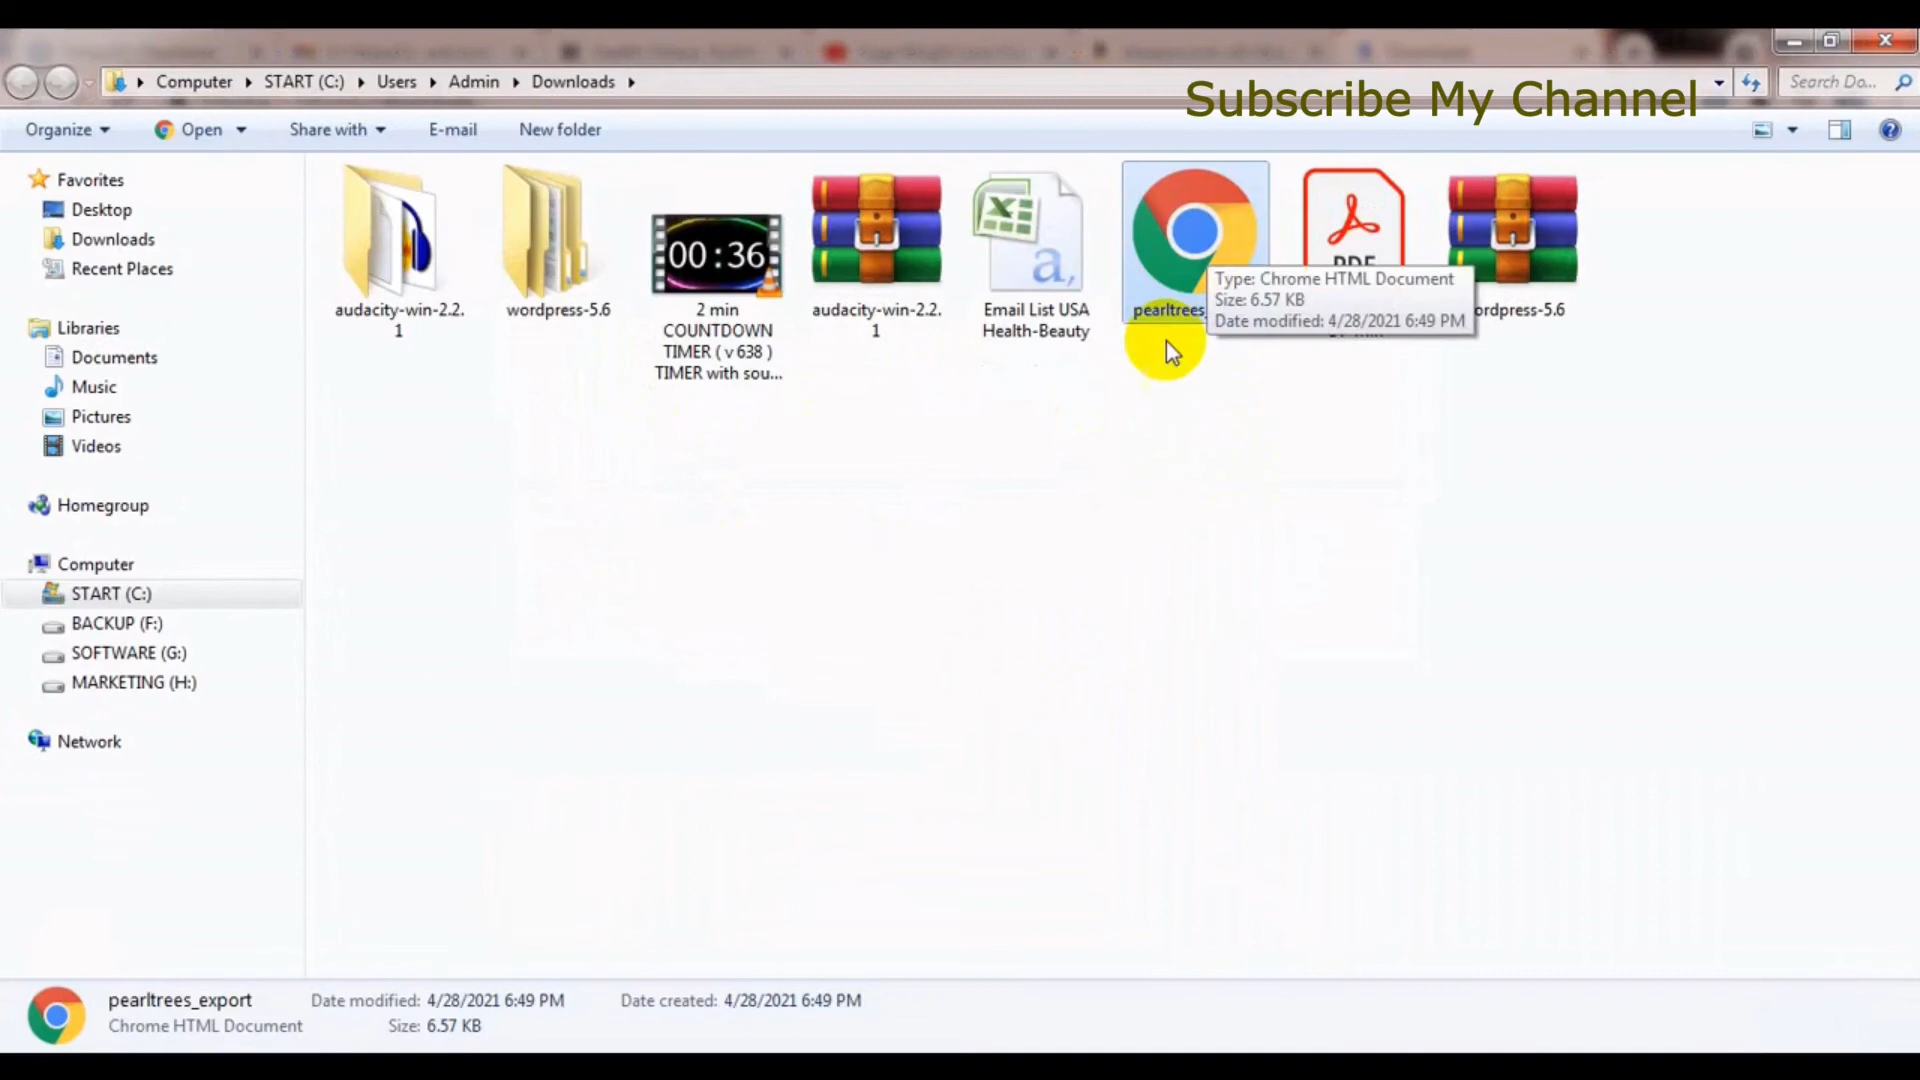 Computer START (C:) Users Admin Downloads
Search Do...
Subscribe My Channel
Organize Open Share with E-mail New folder
Favorites
Desktop
Downloads
Recent Places
Libraries
Documents
Music
Pictures
Videos
Homegroup
Computer
START (C:)
BACKUP (F:)
SOFTWARE (G:)
MARKETING (H:)
Network
audacity-win-2.2.
1
wordpress-5.6
00:36
2 min
COUNTDOWN
TIMER ( v 638 )
TIMER with sou...
audacity-win-2.2.
1
a,
Email List USA
Health-Beauty
pearltrees_
PDF
Type: Chrome HTML Document
Size: 6.57 KB
Date modified: 4/28/2021 6:49 PM
ordpress-5.6
pearltrees_export Date modified: 4/28/2021 6:49 PM Date created: 4/28/2021 6:49 PM
Chrome HTML Document Size: 6.57 KB